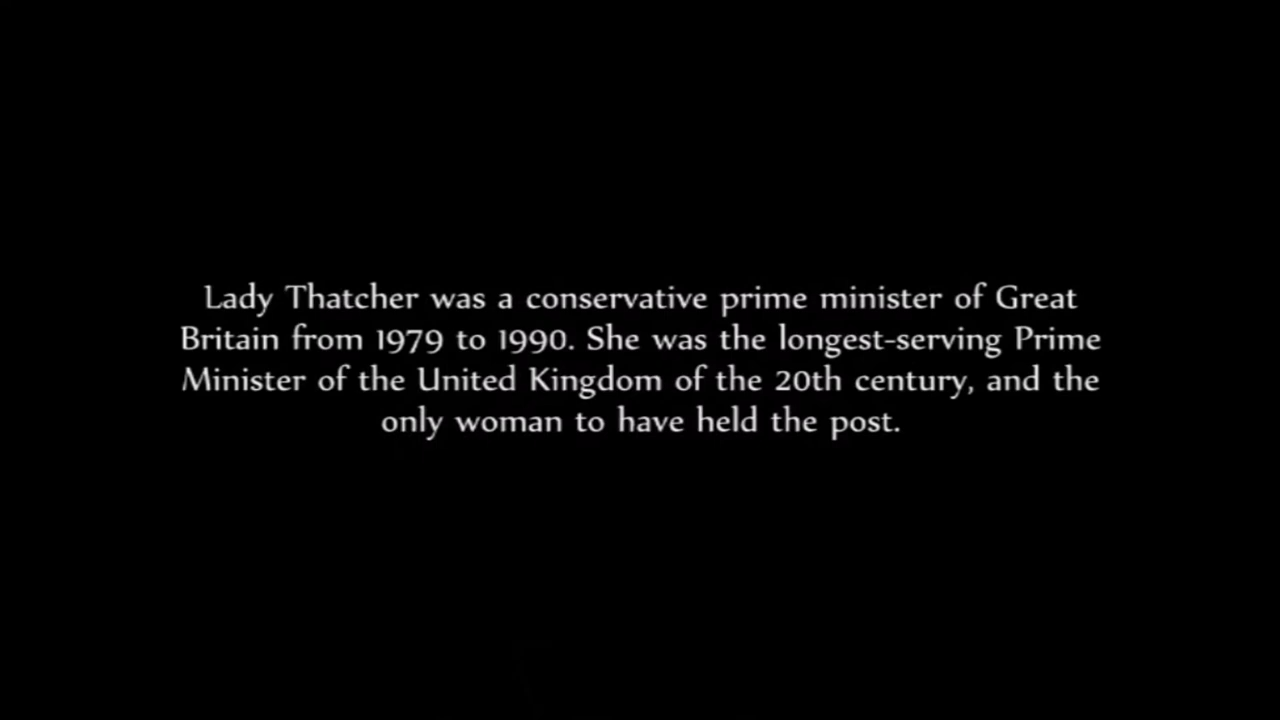 Lady Thatcher was a conservative prime minister of Great
Britain from 1979 to 1990. She was the longest-serving Prime
Minister of the United Kingdom of the 20th century, and the
only woman to have held the post.